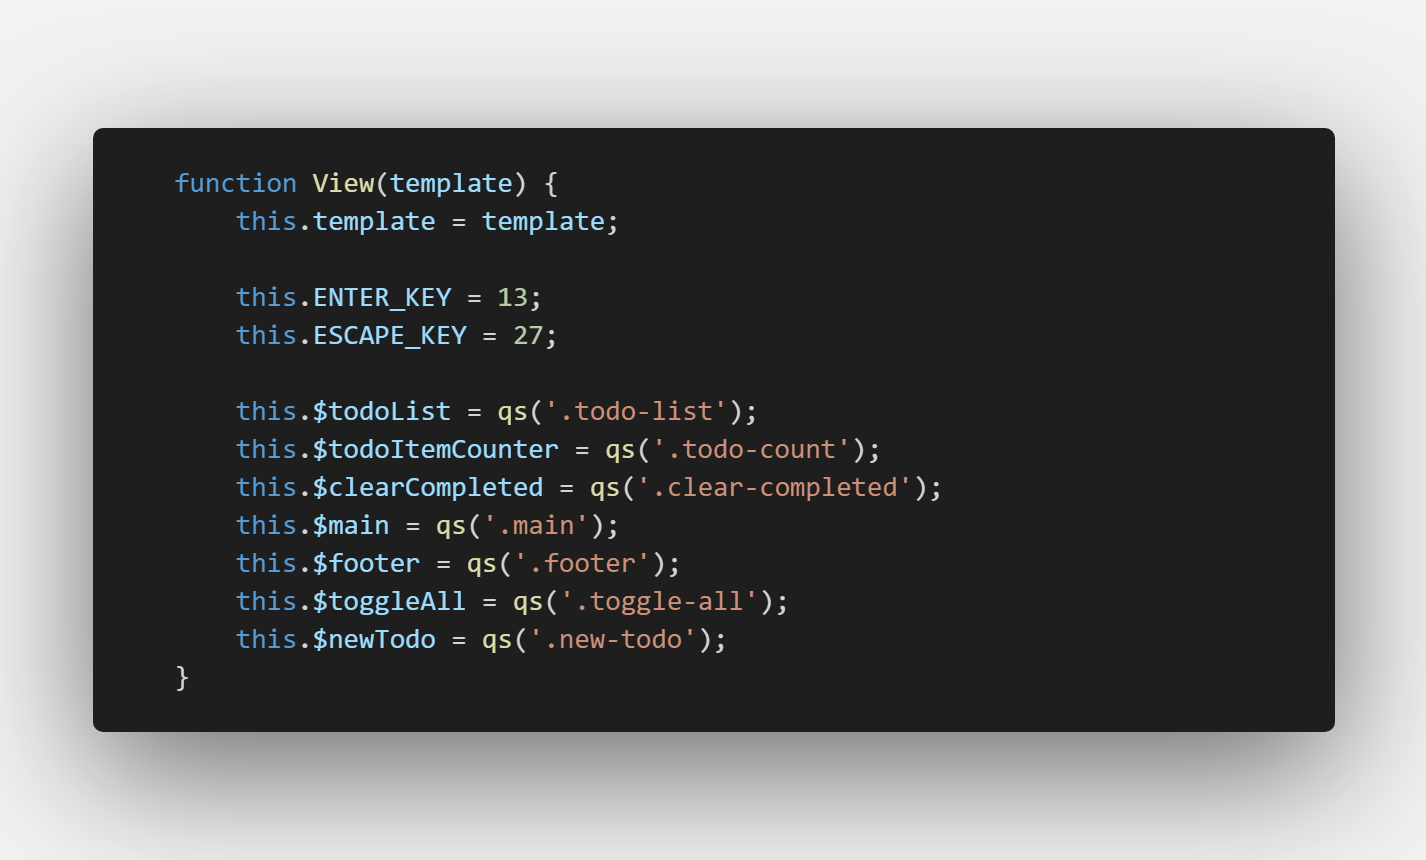 function View(template) {
    this.template = template;

    this.ENTER_KEY = 13;
    this.ESCAPE_KEY = 27;

    this.$todoList = qs('.todo-list');
    this.$todoItemCounter = qs('.todo-count');
    this.$clearCompleted = qs('.clear-completed');
    this.$main = qs('.main');
    this.$footer = qs('.footer');
    this.$toggleAll = qs('.toggle-all');
    this.$newTodo = qs('.new-todo');
}